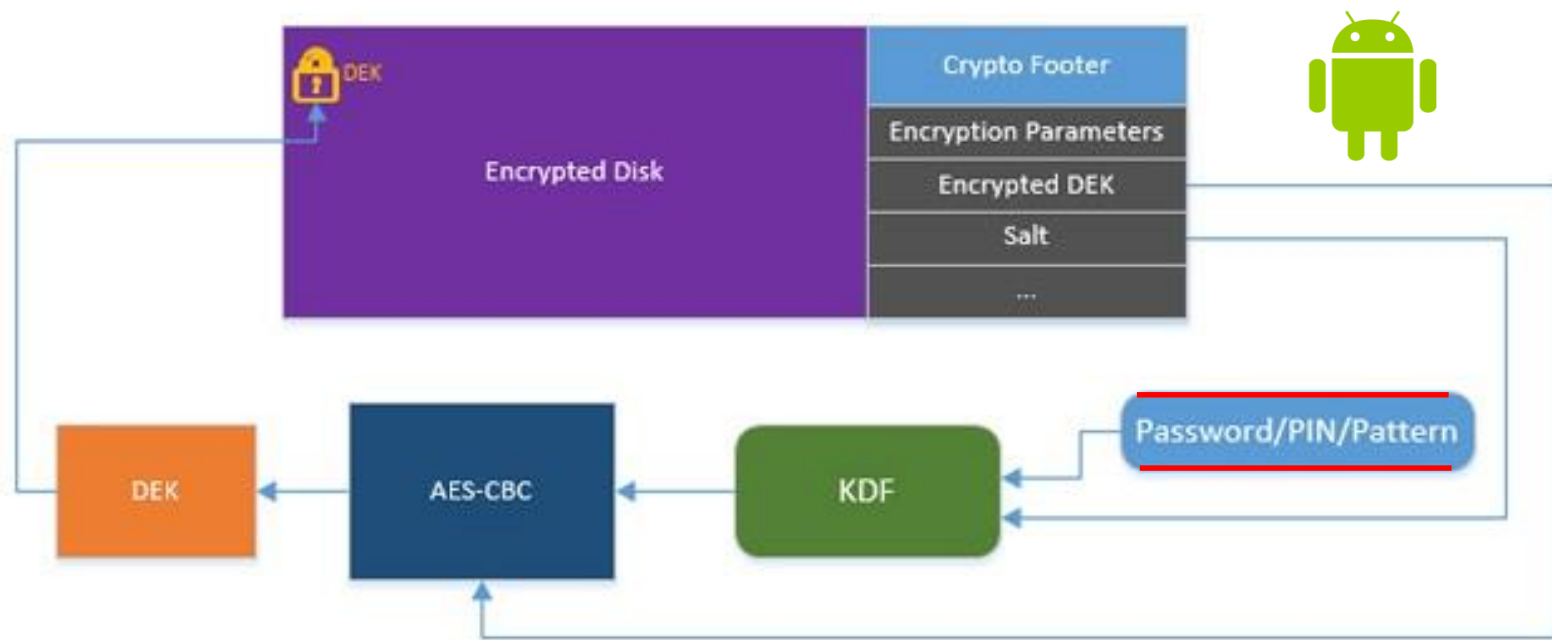 DEK
Encrypted Disk
Crypto Footer
Encryption Parameters
Encrypted DEK
Salt
...
Password/PIN/Pattern
DEK
AES-CBC
KDF